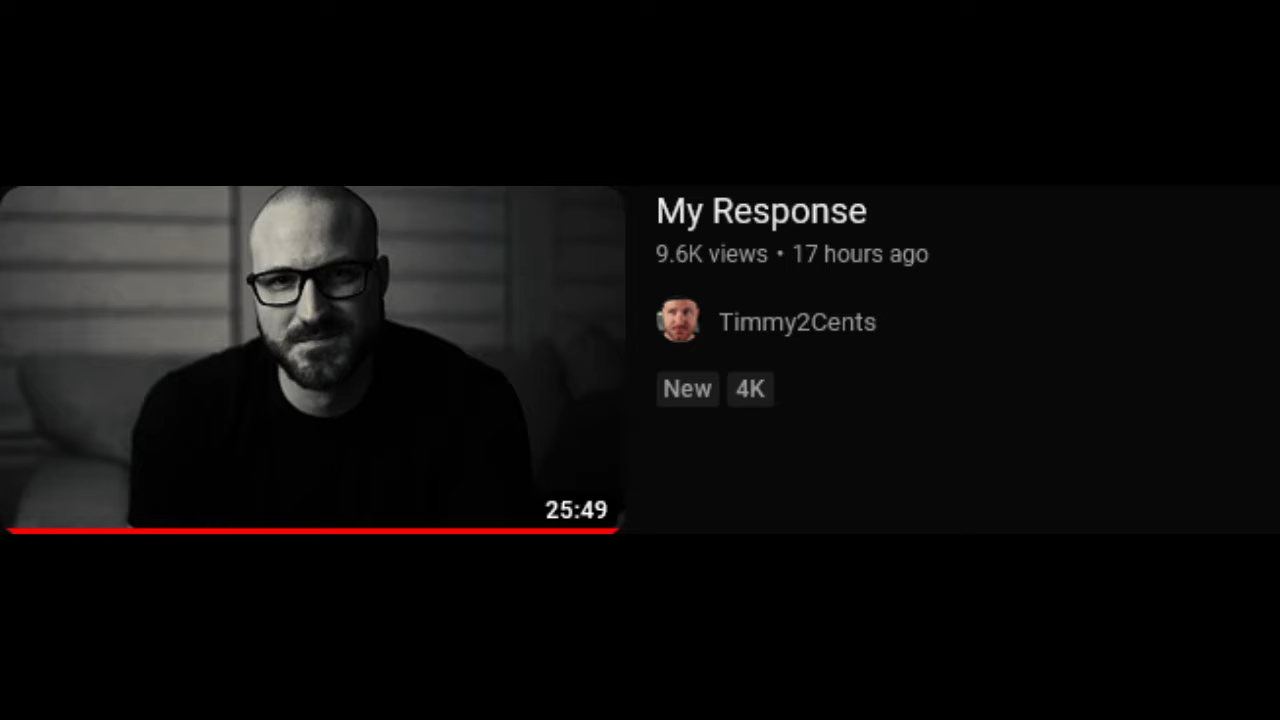 My Response
9.6K views • 17 hours ago
Timmy2Cents
New 4K
25:49